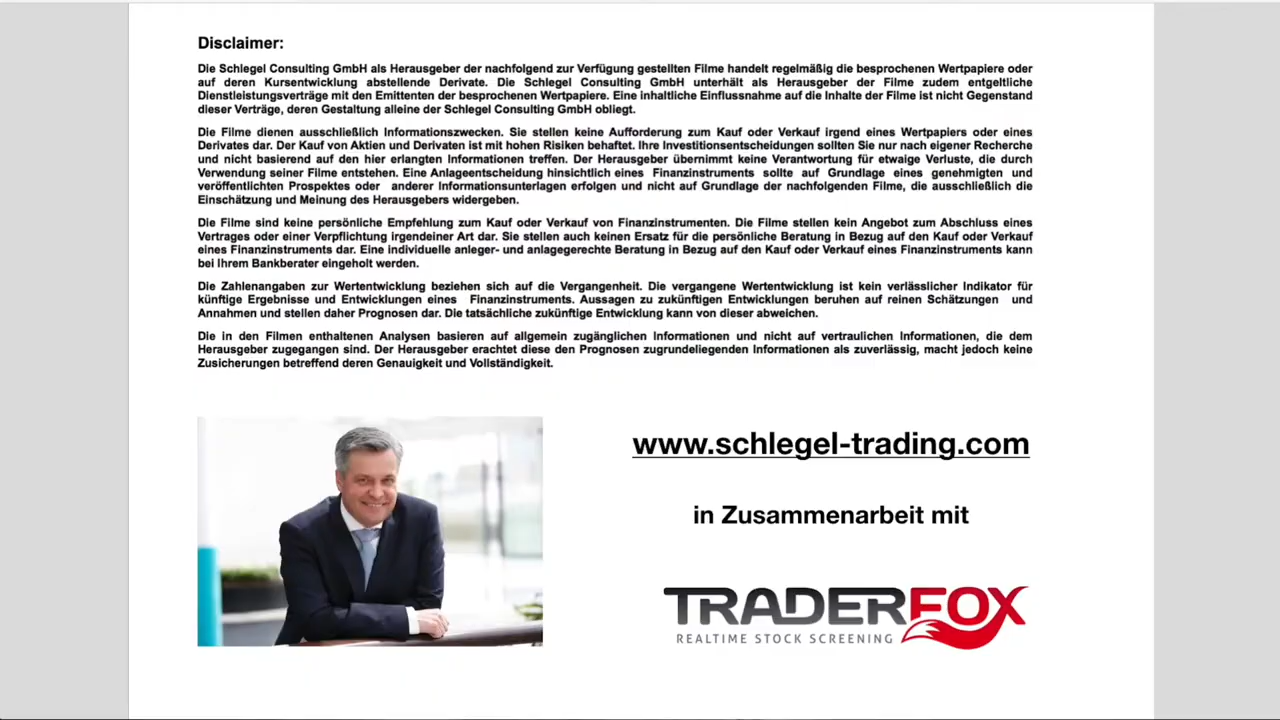 Disclaimer:
Die Schlegel Consulting GmbH als Herausgeber der nachfolgend zur Verfügung gestellten Filme handelt regelmäßig die besprochenen Wertpapiere oder
auf deren Kursentwicklung abstellende Derivate. Die Schlegel Consulting GmbH unterhält als Herausgeber der Filme zudem entgeltliche
Dienstleistungsverträge mit den Emittenten der besprochenen Wertpapiere. Eine inhaltliche Einflussnahme auf die Inhalte der Filme ist nicht Gegenstand
dieser Verträge, deren Gestaltung alleine der Schlegel Consulting GmbH obliegt.
Die Filme dienen ausschließlich Informationszwecken. Sie stellen keine Aufforderung zum Kauf oder Verkauf irgend eines Wertpapiers oder eines
Derivates dar. Der Kauf von Aktien und Derivaten ist mit hohen Risiken behaftet. Ihre Investitionsentscheidungen sollten Sie nur nach eigener Recherche
und nicht basierend auf den hier erlangten Informationen treffen. Der Herausgeber übernimmt keine Verantwortung für etwaige Verluste, die durch
Verwendung seiner Filme entstehen. Eine Anlageentscheidung hinsichtlich eines Finanzinstruments sollte auf Grundlage eines genehmigten und
veröffentlichten Prospektes oder anderer Informationsunterlagen erfolgen und nicht auf Grundlage der nachfolgenden Filme, die ausschließlich die
Einschätzung und Meinung des Herausgebers widergeben.
Die Filme sind keine persönliche Empfehlung zum Kauf oder Verkauf von Finanzinstrumenten. Die Filme stellen kein Angebot zum Abschluss eines
Vertrages oder einer Verpflichtung irgendeiner Art dar. Sie stellen auch keinen Ersatz für die persönliche Beratung in Bezug auf den Kauf oder Verkauf
eines Finanzinstruments dar. Eine individuelle anleger- und anlagegerechte Beratung in Bezug auf den Kauf oder Verkauf eines Finanzinstruments kann
bei Ihrem Bankberater eingeholt werden.
Die Zahlenangaben zur Wertentwicklung beziehen sich auf die Vergangenheit. Die vergangene Wertentwicklung ist kein verlässlicher Indikator für
künftige Ergebnisse und Entwicklungen eines Finanzinstruments. Aussagen zu zukünftigen Entwicklungen beruhen auf reinen Schätzungen und
Annahmen und stellen daher Prognosen dar. Die tatsächliche zukünftige Entwicklung kann von dieser abweichen.
Die in den Filmen enthaltenen Analysen basieren auf allgemein zugänglichen Informationen und nicht auf vertraulichen Informationen, die dem
Herausgeber zugegangen sind. Der Herausgeber erachtet diese den Prognosen zugrundeliegenden Informationen als zuverlässig, macht jedoch keine
Zusicherungen betreffend deren Genauigkeit und Vollständigkeit.
www.schlegel-trading.com
in Zusammenarbeit mit
TRADERFOX
REALTIME STOCK SCREENING